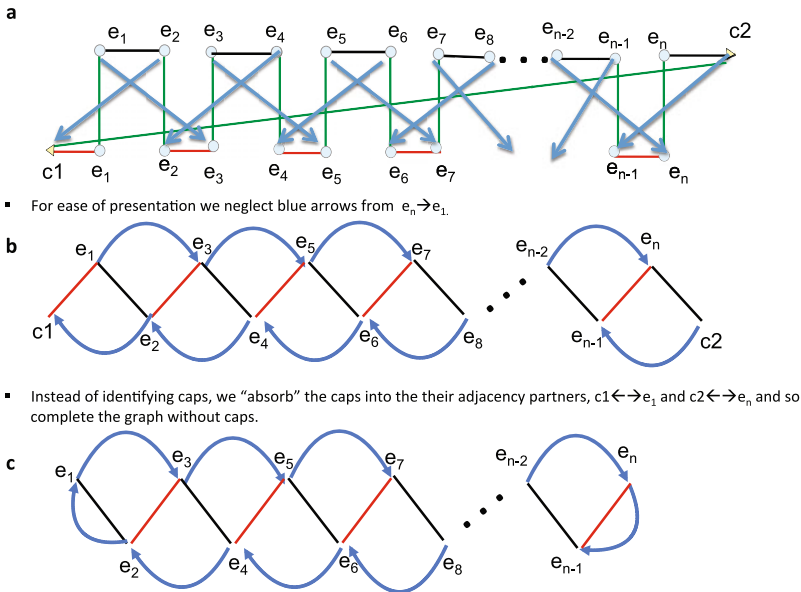 a
e1 e2 e3 e4 e5 e6 e7 e8 en-2 en-1 en c2
c1 e1 e2 e3 e4 e5 e6 e7 en-1 en
▪ For ease of presentation we neglect blue arrows from en→e1.
b
e1 e3 e5 e7 en-2 en
c1 e2 e4 e6 e8 en-1 c2
▪ Instead of identifying caps, we “absorb” the caps into the their adjacency partners, c1←→e1 and c2←→en and so
complete the graph without caps.
c
e1 e3 e5 e7 en-2 en
e2 e4 e6 e8 en-1